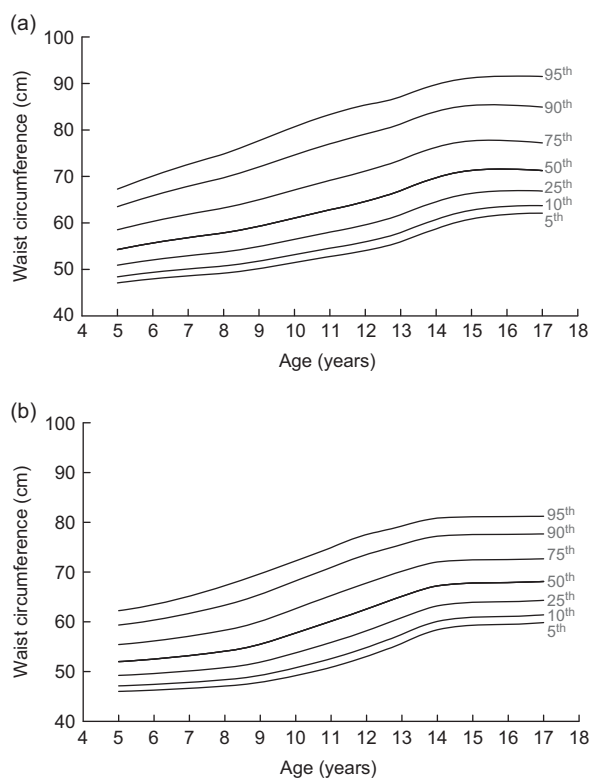 (a)
100
95th
90
90th
80
75th
70
50th
25th
60
10th
5th
50
40
4 5 6 7 8 9 10 11 12 13 14 15 16 17 18
Waist circumference (cm)
Age (years)
(b)
100
90
80
95th
90th
75th
70
50th
25th
60
10th
5th
50
40
4 5 6 7 8 9 10 11 12 13 14 15 16 17 18
Waist circumference (cm)
Age (years)